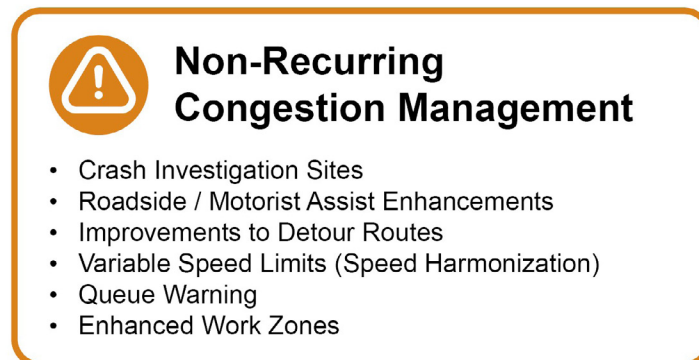 Non-Recurring
Congestion Management
• Crash Investigation Sites
• Roadside / Motorist Assist Enhancements
• Improvements to Detour Routes
• Variable Speed Limits (Speed Harmonization)
• Queue Warning
• Enhanced Work Zones